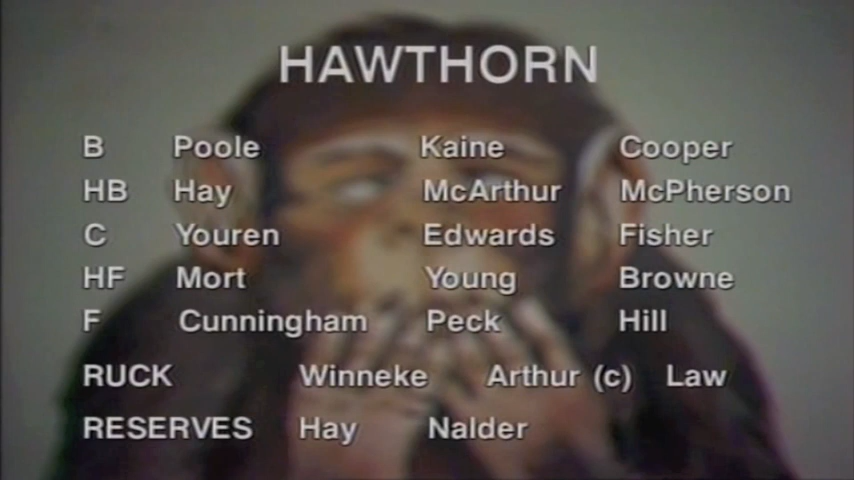 HAWTHORN
B Poole Kaine Cooper
HB Hay McArthur McPherson
C Youren Edwards Fisher
HF Mort Young Browne
F Cunningham Peck Hill
RUCK Winneke Arthur (c) Law
RESERVES Hay Nalder